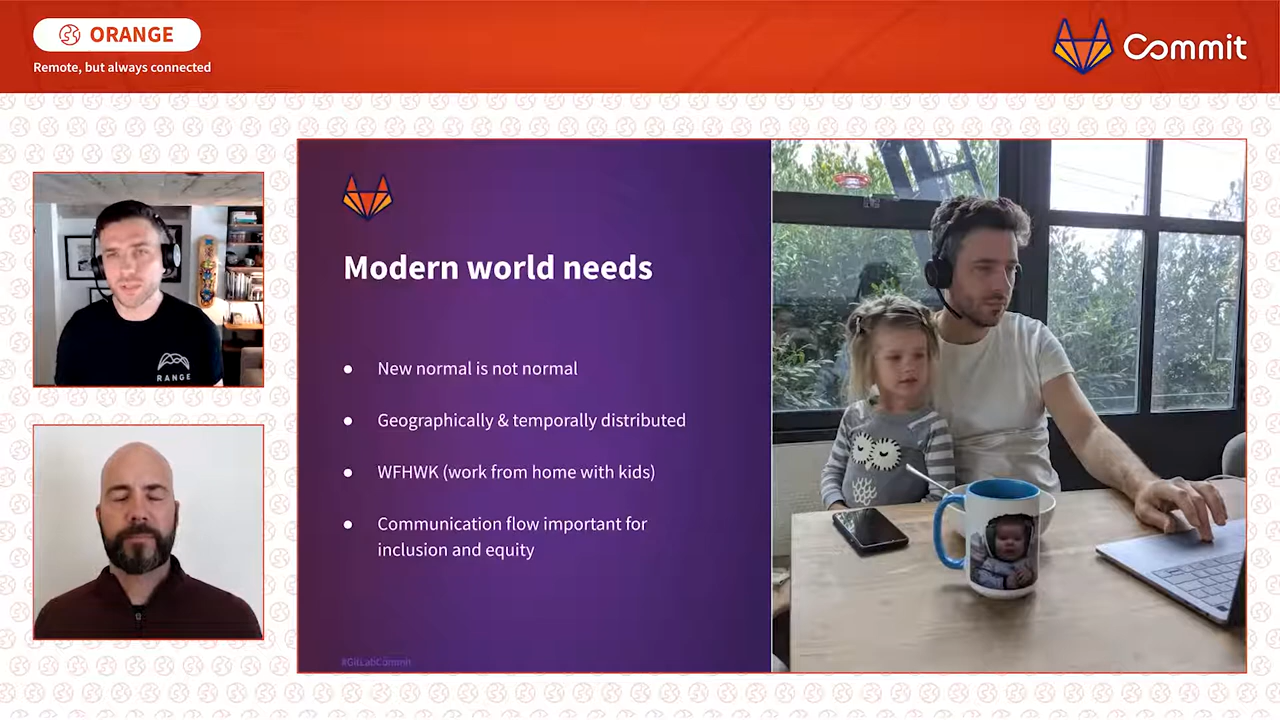 ORANGE
Remote, but always connected
Commit
RANGE
Modern world needs
New normal is not normal
Geographically & temporally distributed
WFHWK (work from home with kids)
Communication flow important for
inclusion and equity
#GitLabCommit